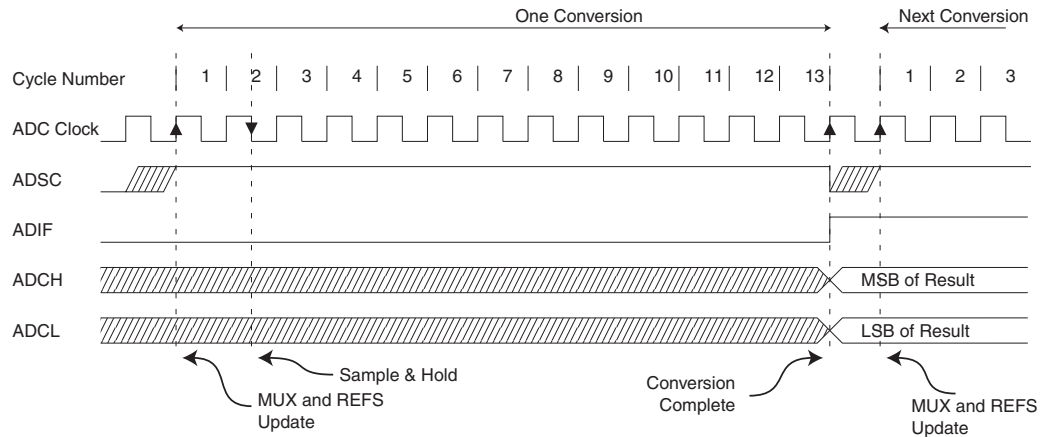 One Conversion
Next Conversion
Cycle Number 1 2 3 4 5 6 7 8 9 10 11 12 13 1 2 3
ADC Clock
ADSC
ADIF
ADCH
MSB of Result
ADCL
LSB of Result
Sample & Hold
MUX and REFS
Update
Conversion
Complete
MUX and REFS
Update